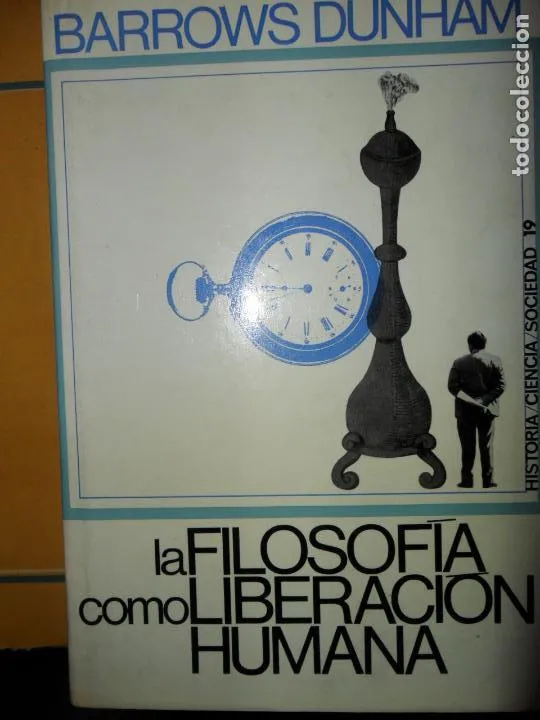 BARROWS DUNHAM
HISTORIA/CIENCIA/SOCIEDAD 19
la FILOSOFÍA
como LIBERACIÓN
HUMANA
todocoleccion